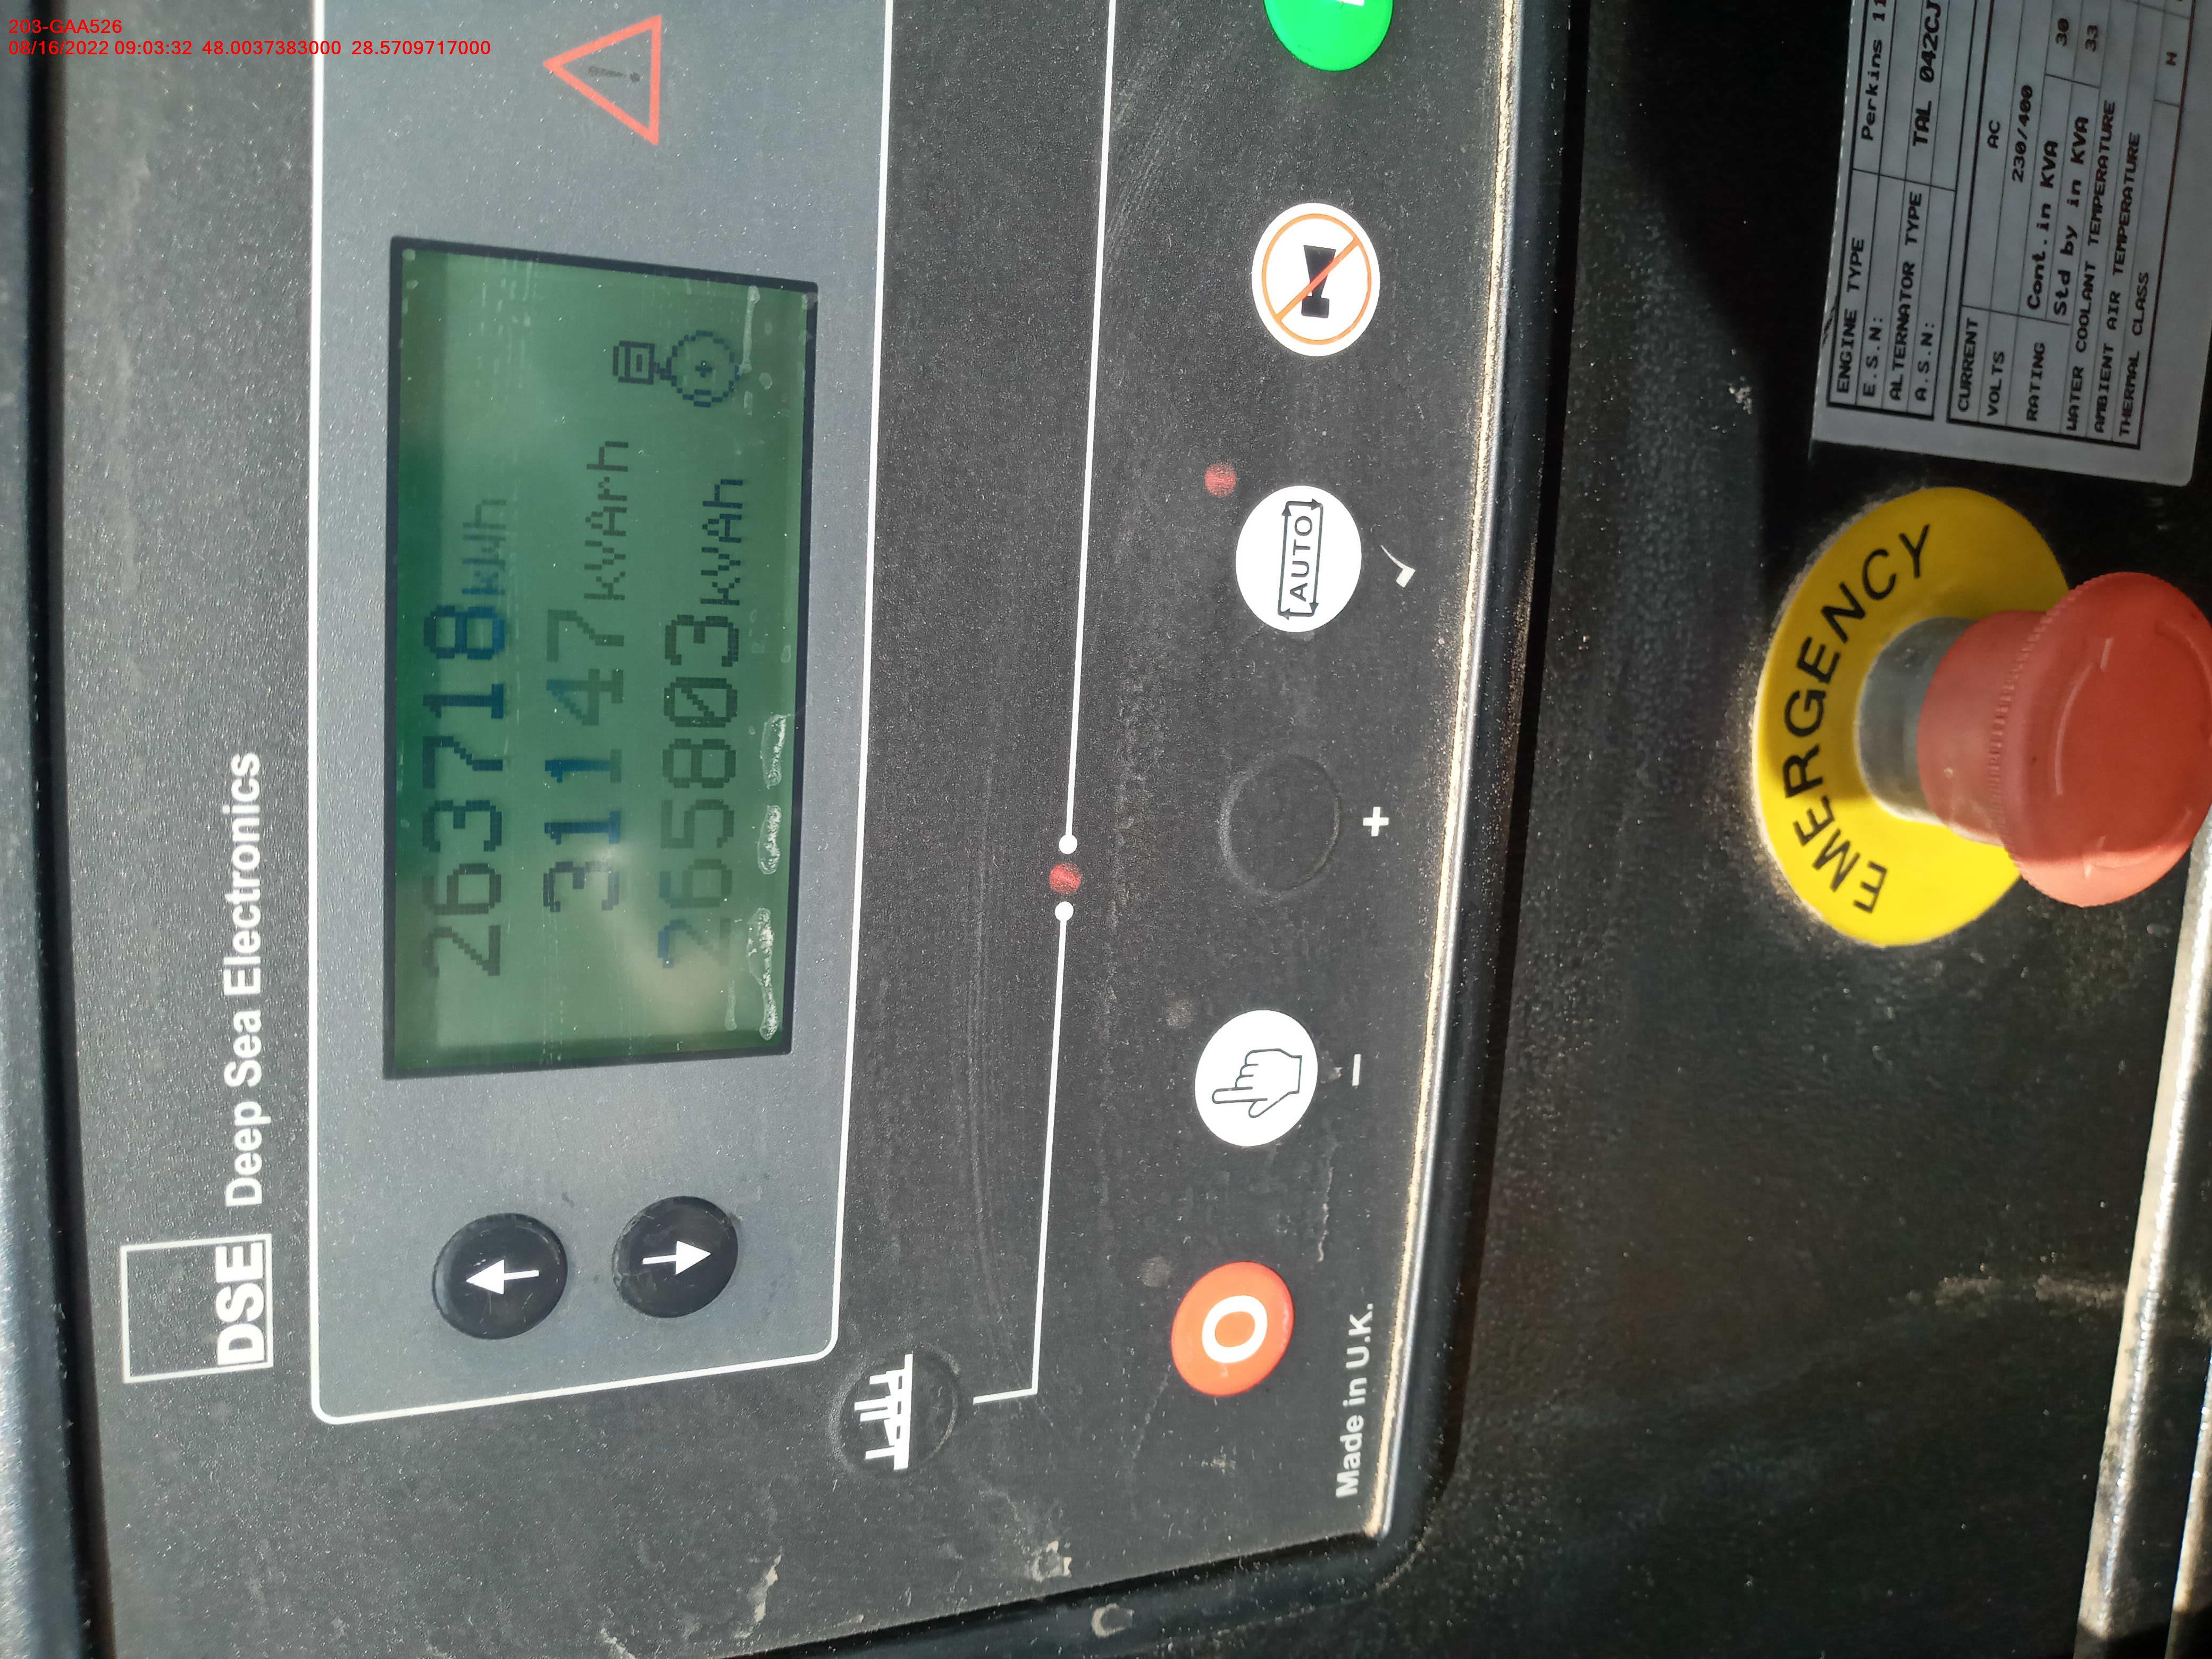 203-GAA526
08/16/2022 09:03:32 48.0037383000 28.5709717000
DSE Deep Sea Electronics
263718kWh
31147kVArh
265803kVAh
AUTO
+
-
O
Made in U.K.
EMERGENCY
ENGINE TYPE Perkins 11
E.S.N:
ALTERNATOR TYPE TAL 042CJ
A.S.N:
CURRENT AC
VOLTS 230/400
RATING Cont.in KVA 30
Std by in KVA 33
WATER COOLANT TEMPERATURE
AMBIENT AIR TEMPERATURE
THERMAL CLASS H